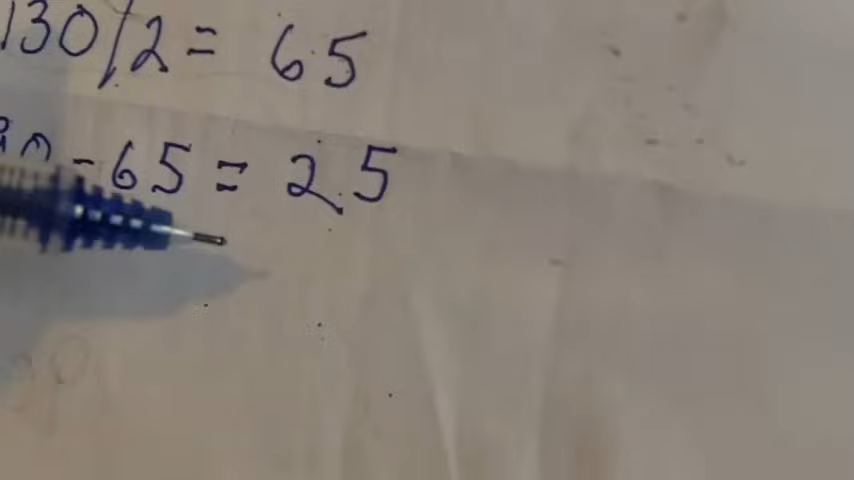 130/2 = 65
-65 = 25